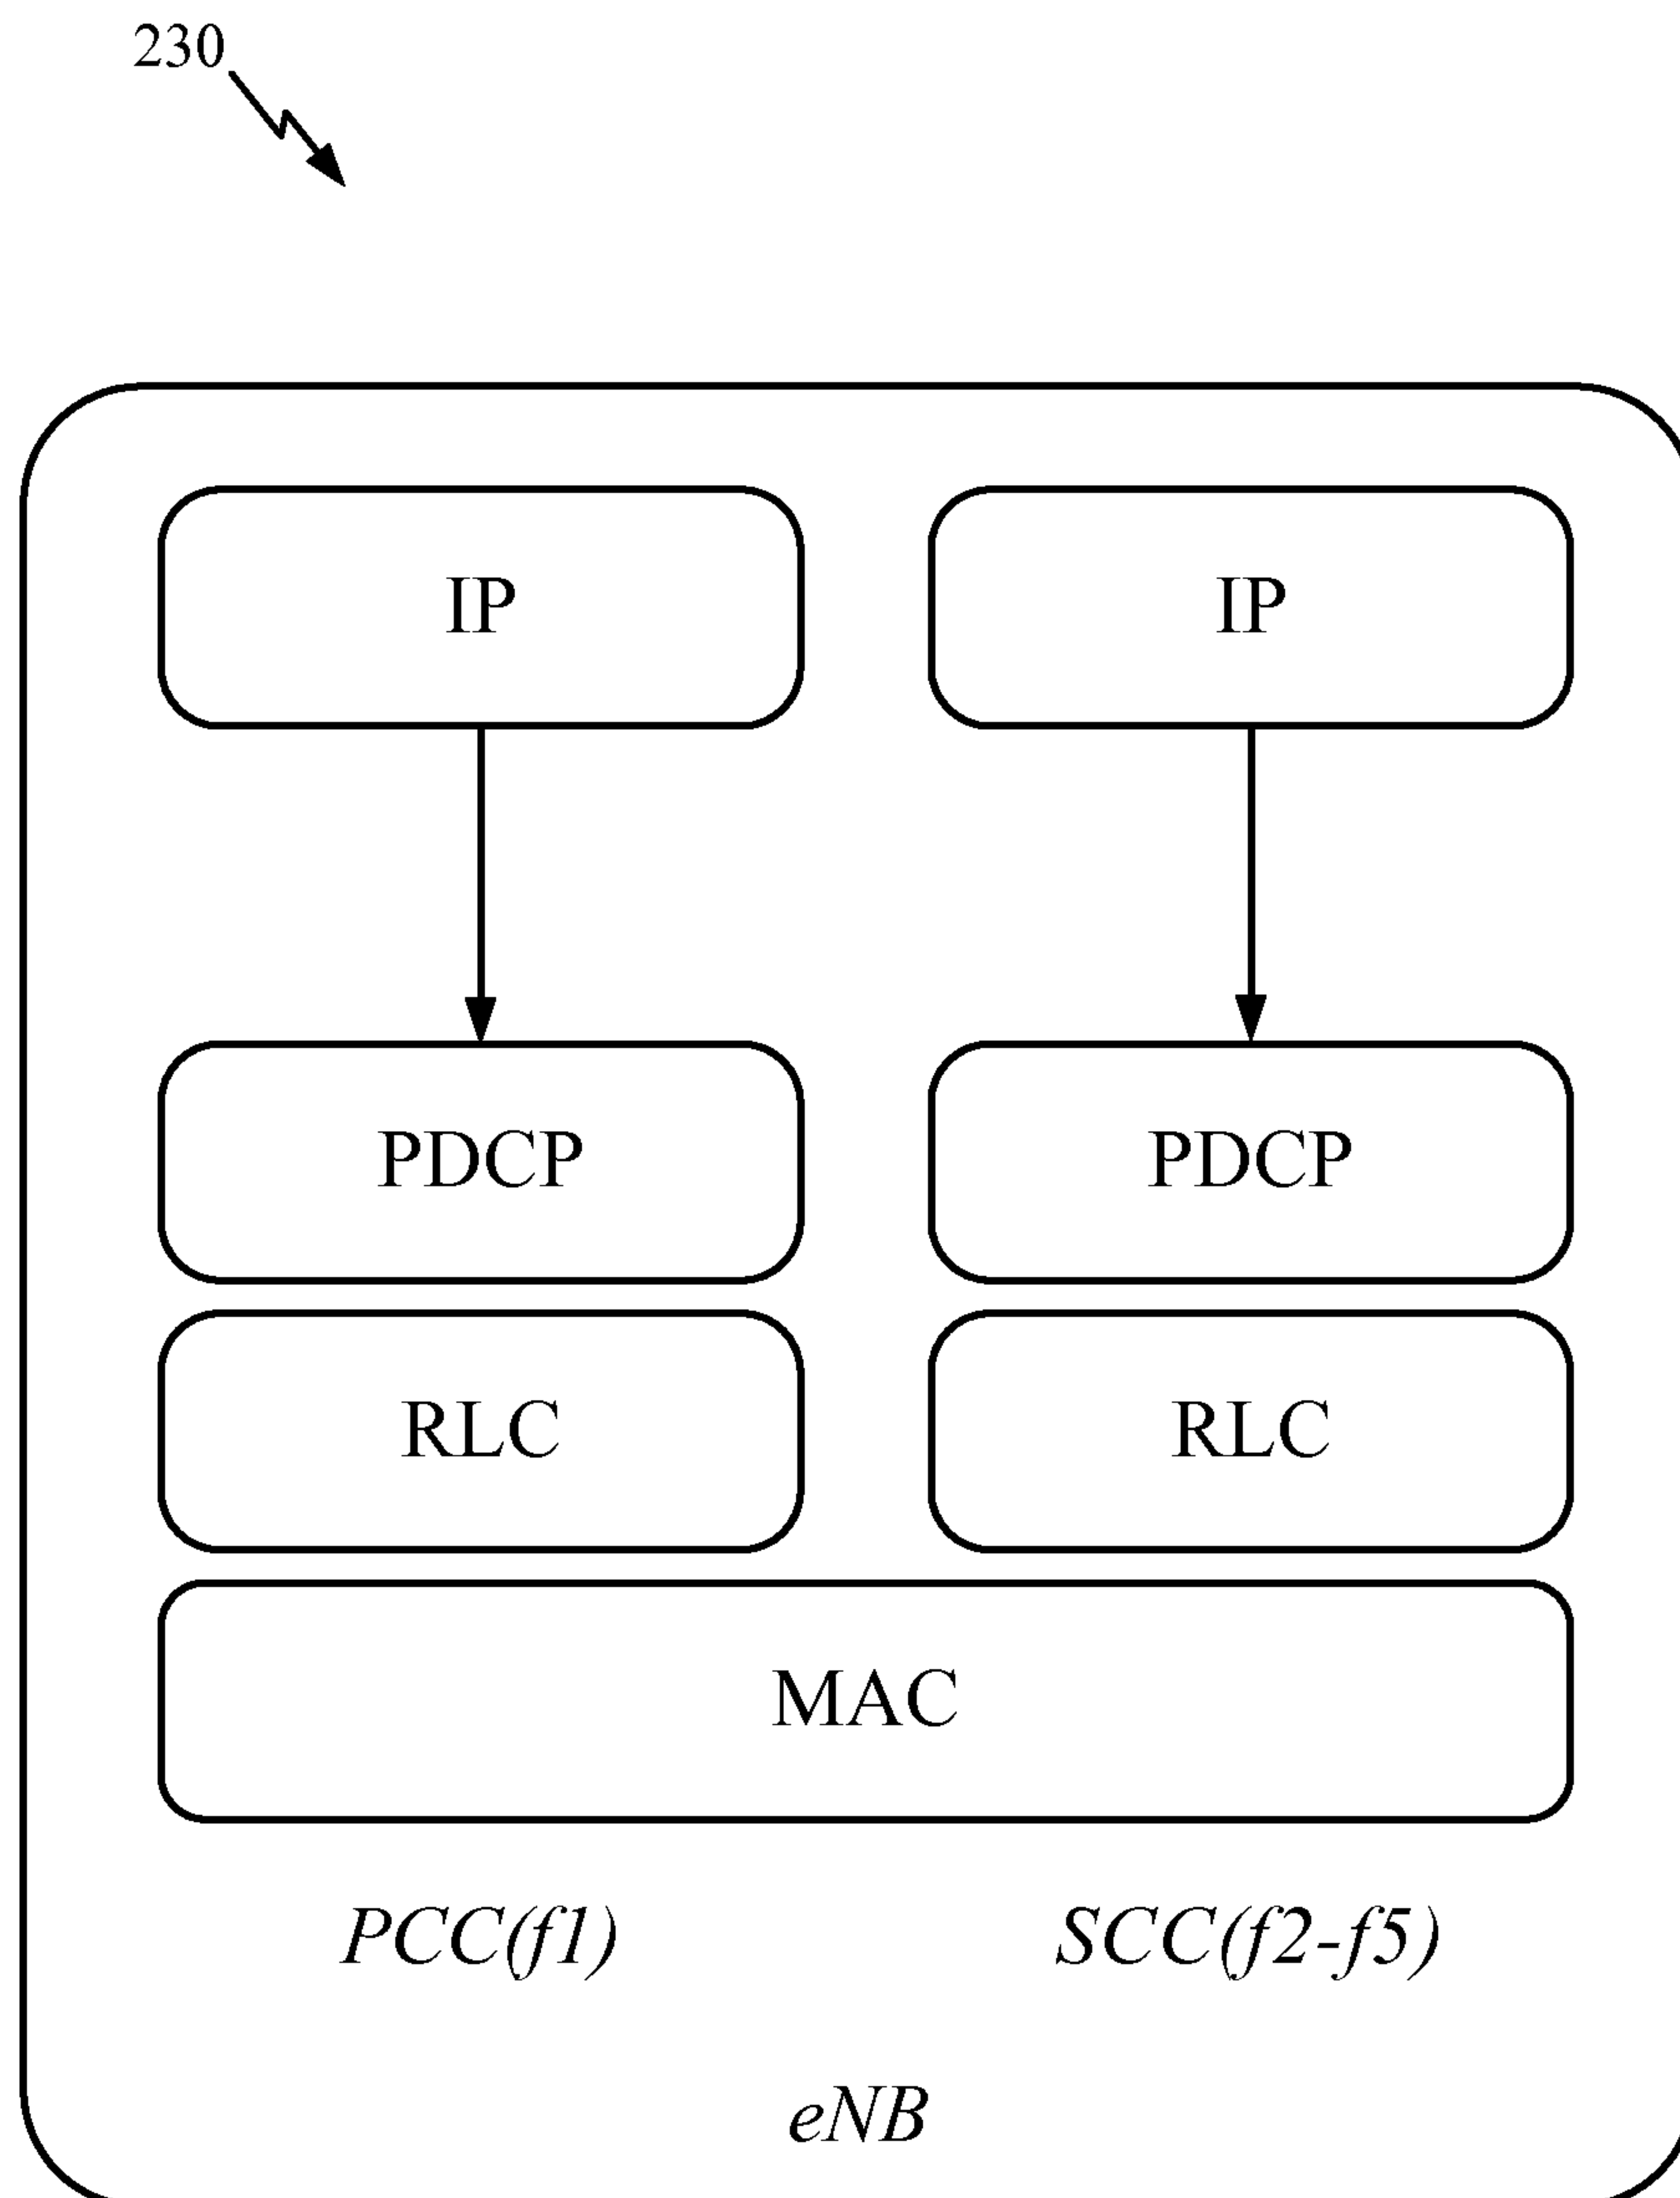 230
IP IP
PDCP PDCP
RLC RLC
MAC
PCC(f1) SCC(f2-f5)
eNB